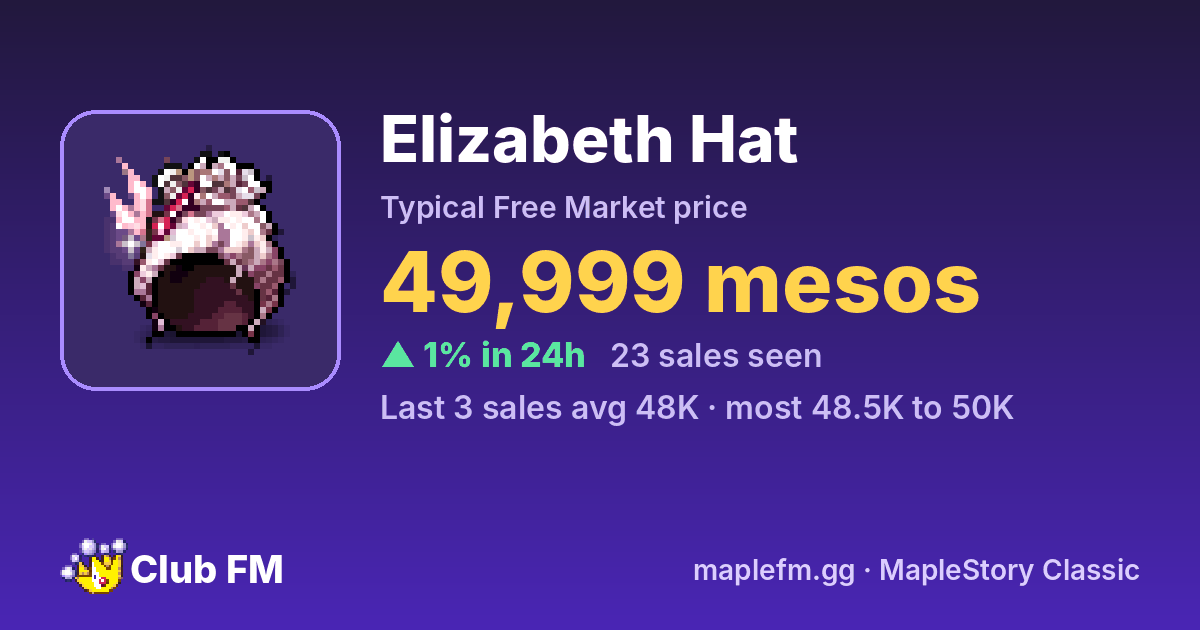 Elizabeth Hat
Typical Free Market price
49,999 mesos
▲ 1% in 24h 23 sales seen
Last 3 sales avg 48K · most 48.5K to 50K
Club FM
maplefm.gg · MapleStory Classic